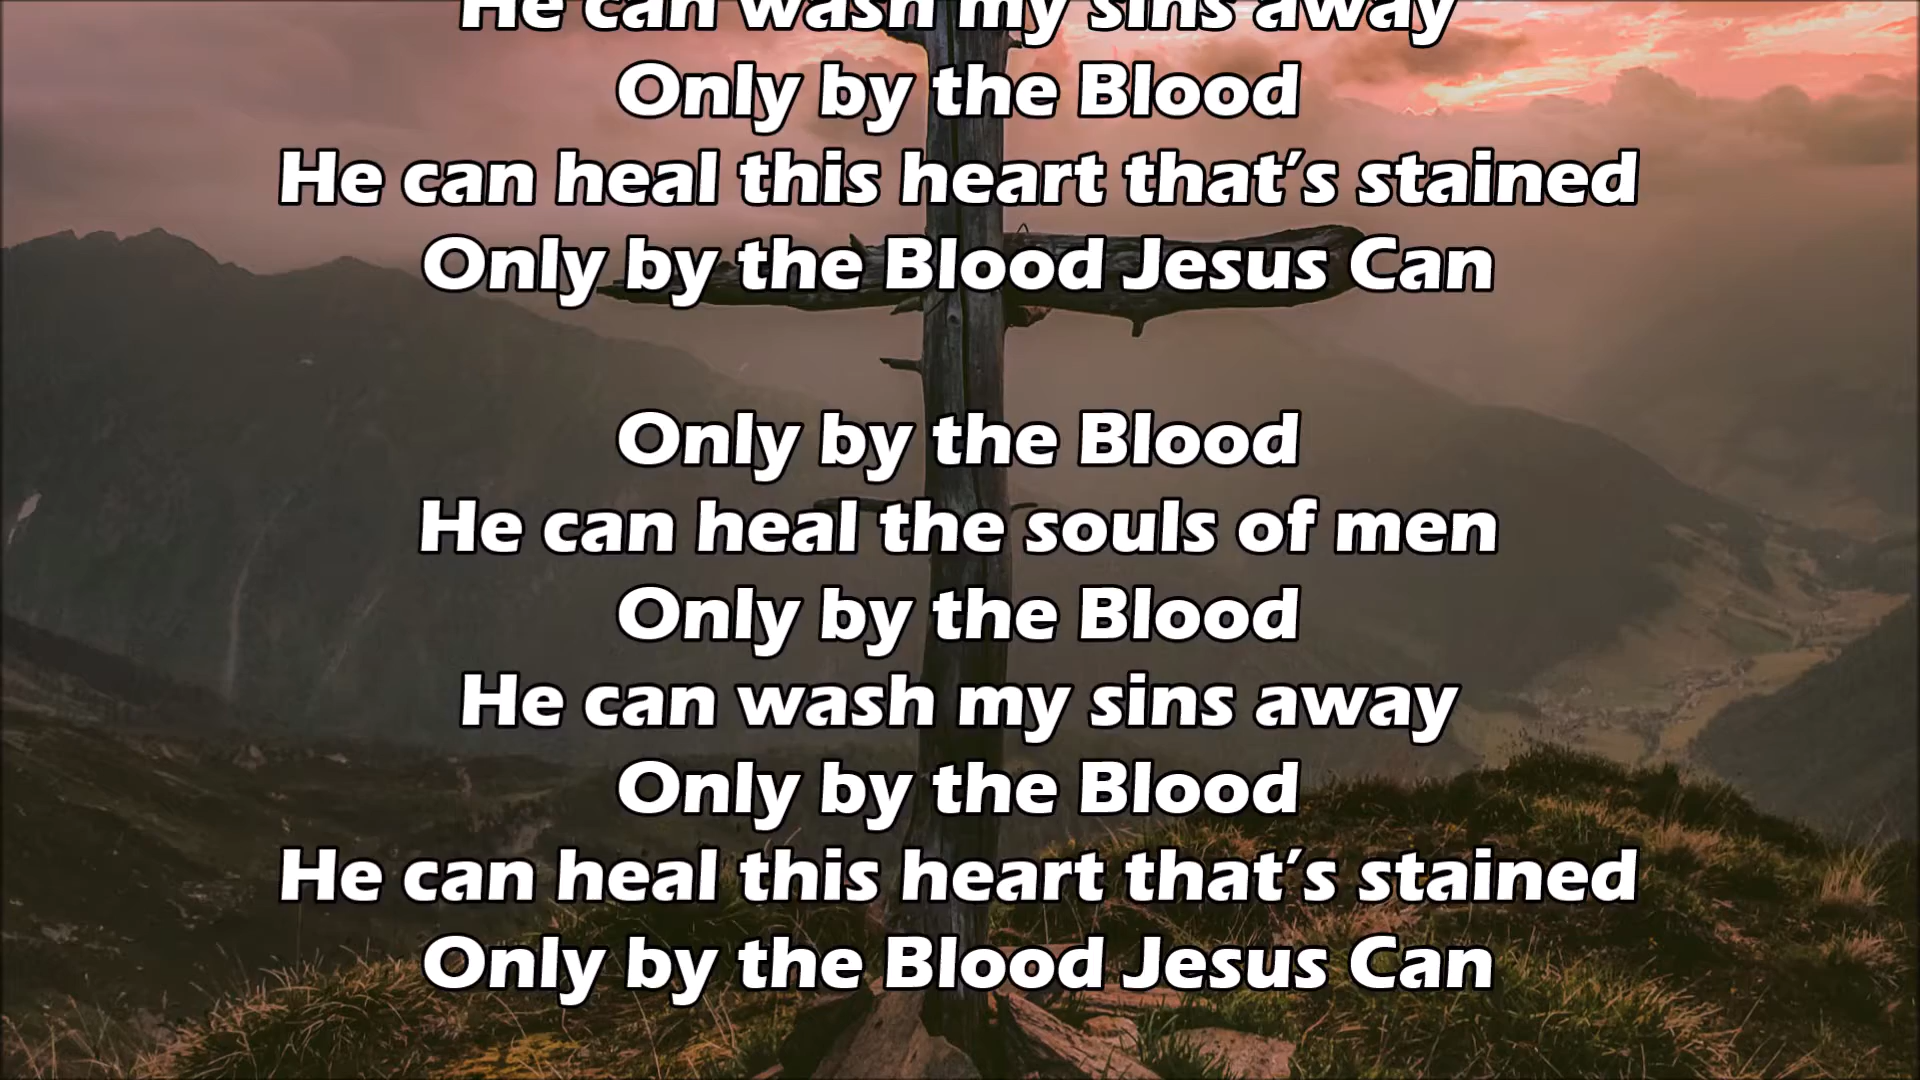 He can wash my sins away
Only by the Blood
He can heal this heart that's stained
Only by the Blood Jesus Can
Only by the Blood
He can heal the souls of men
Only by the Blood
He can wash my sins away
Only by the Blood
He can heal this heart that's stained
Only by the Blood Jesus Can